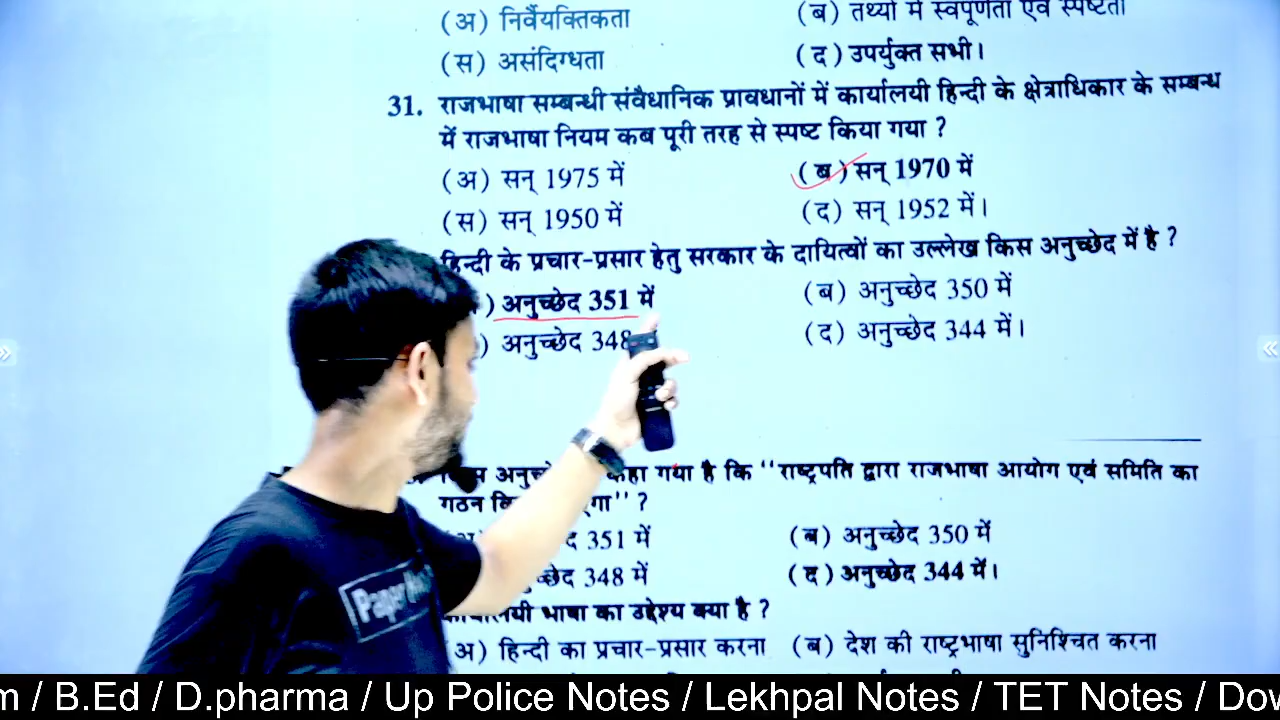 (अ) निर्वैयक्तिकता (ब) तथ्यों में स्वपूर्णता एवं स्पष्टता
(स) असंदिग्धता (द) उपर्युक्त सभी।
31. राजभाषा सम्बन्धी संवैधानिक प्रावधानों में कार्यालयी हिन्दी के क्षेत्राधिकार के सम्बन्ध
में राजभाषा नियम कब पूरी तरह से स्पष्ट किया गया ?
(अ) सन् 1975 में (ब) सन् 1970 में
(स) सन् 1950 में (द) सन् 1952 में।
हिन्दी के प्रचार-प्रसार हेतु सरकार के दायित्वों का उल्लेख किस अनुच्छेद में है ?
) अनुच्छेद 351 में (ब) अनुच्छेद 350 में
) अनुच्छेद 348 (द) अनुच्छेद 344 में।
कहा गया है कि "राष्ट्रपति द्वारा राजभाषा आयोग एवं समिति का
गठन
351 में (ब) अनुच्छेद 350 में
348 में (द) अनुच्छेद 344 में।
भाषा का उद्देश्य क्या है ?
अ) हिन्दी का प्रचार-प्रसार करना (ब) देश की राष्ट्रभाषा सुनिश्चित करना
m / B.Ed / D.pharma / Up Police Notes / Lekhpal Notes / TET Notes / Dow